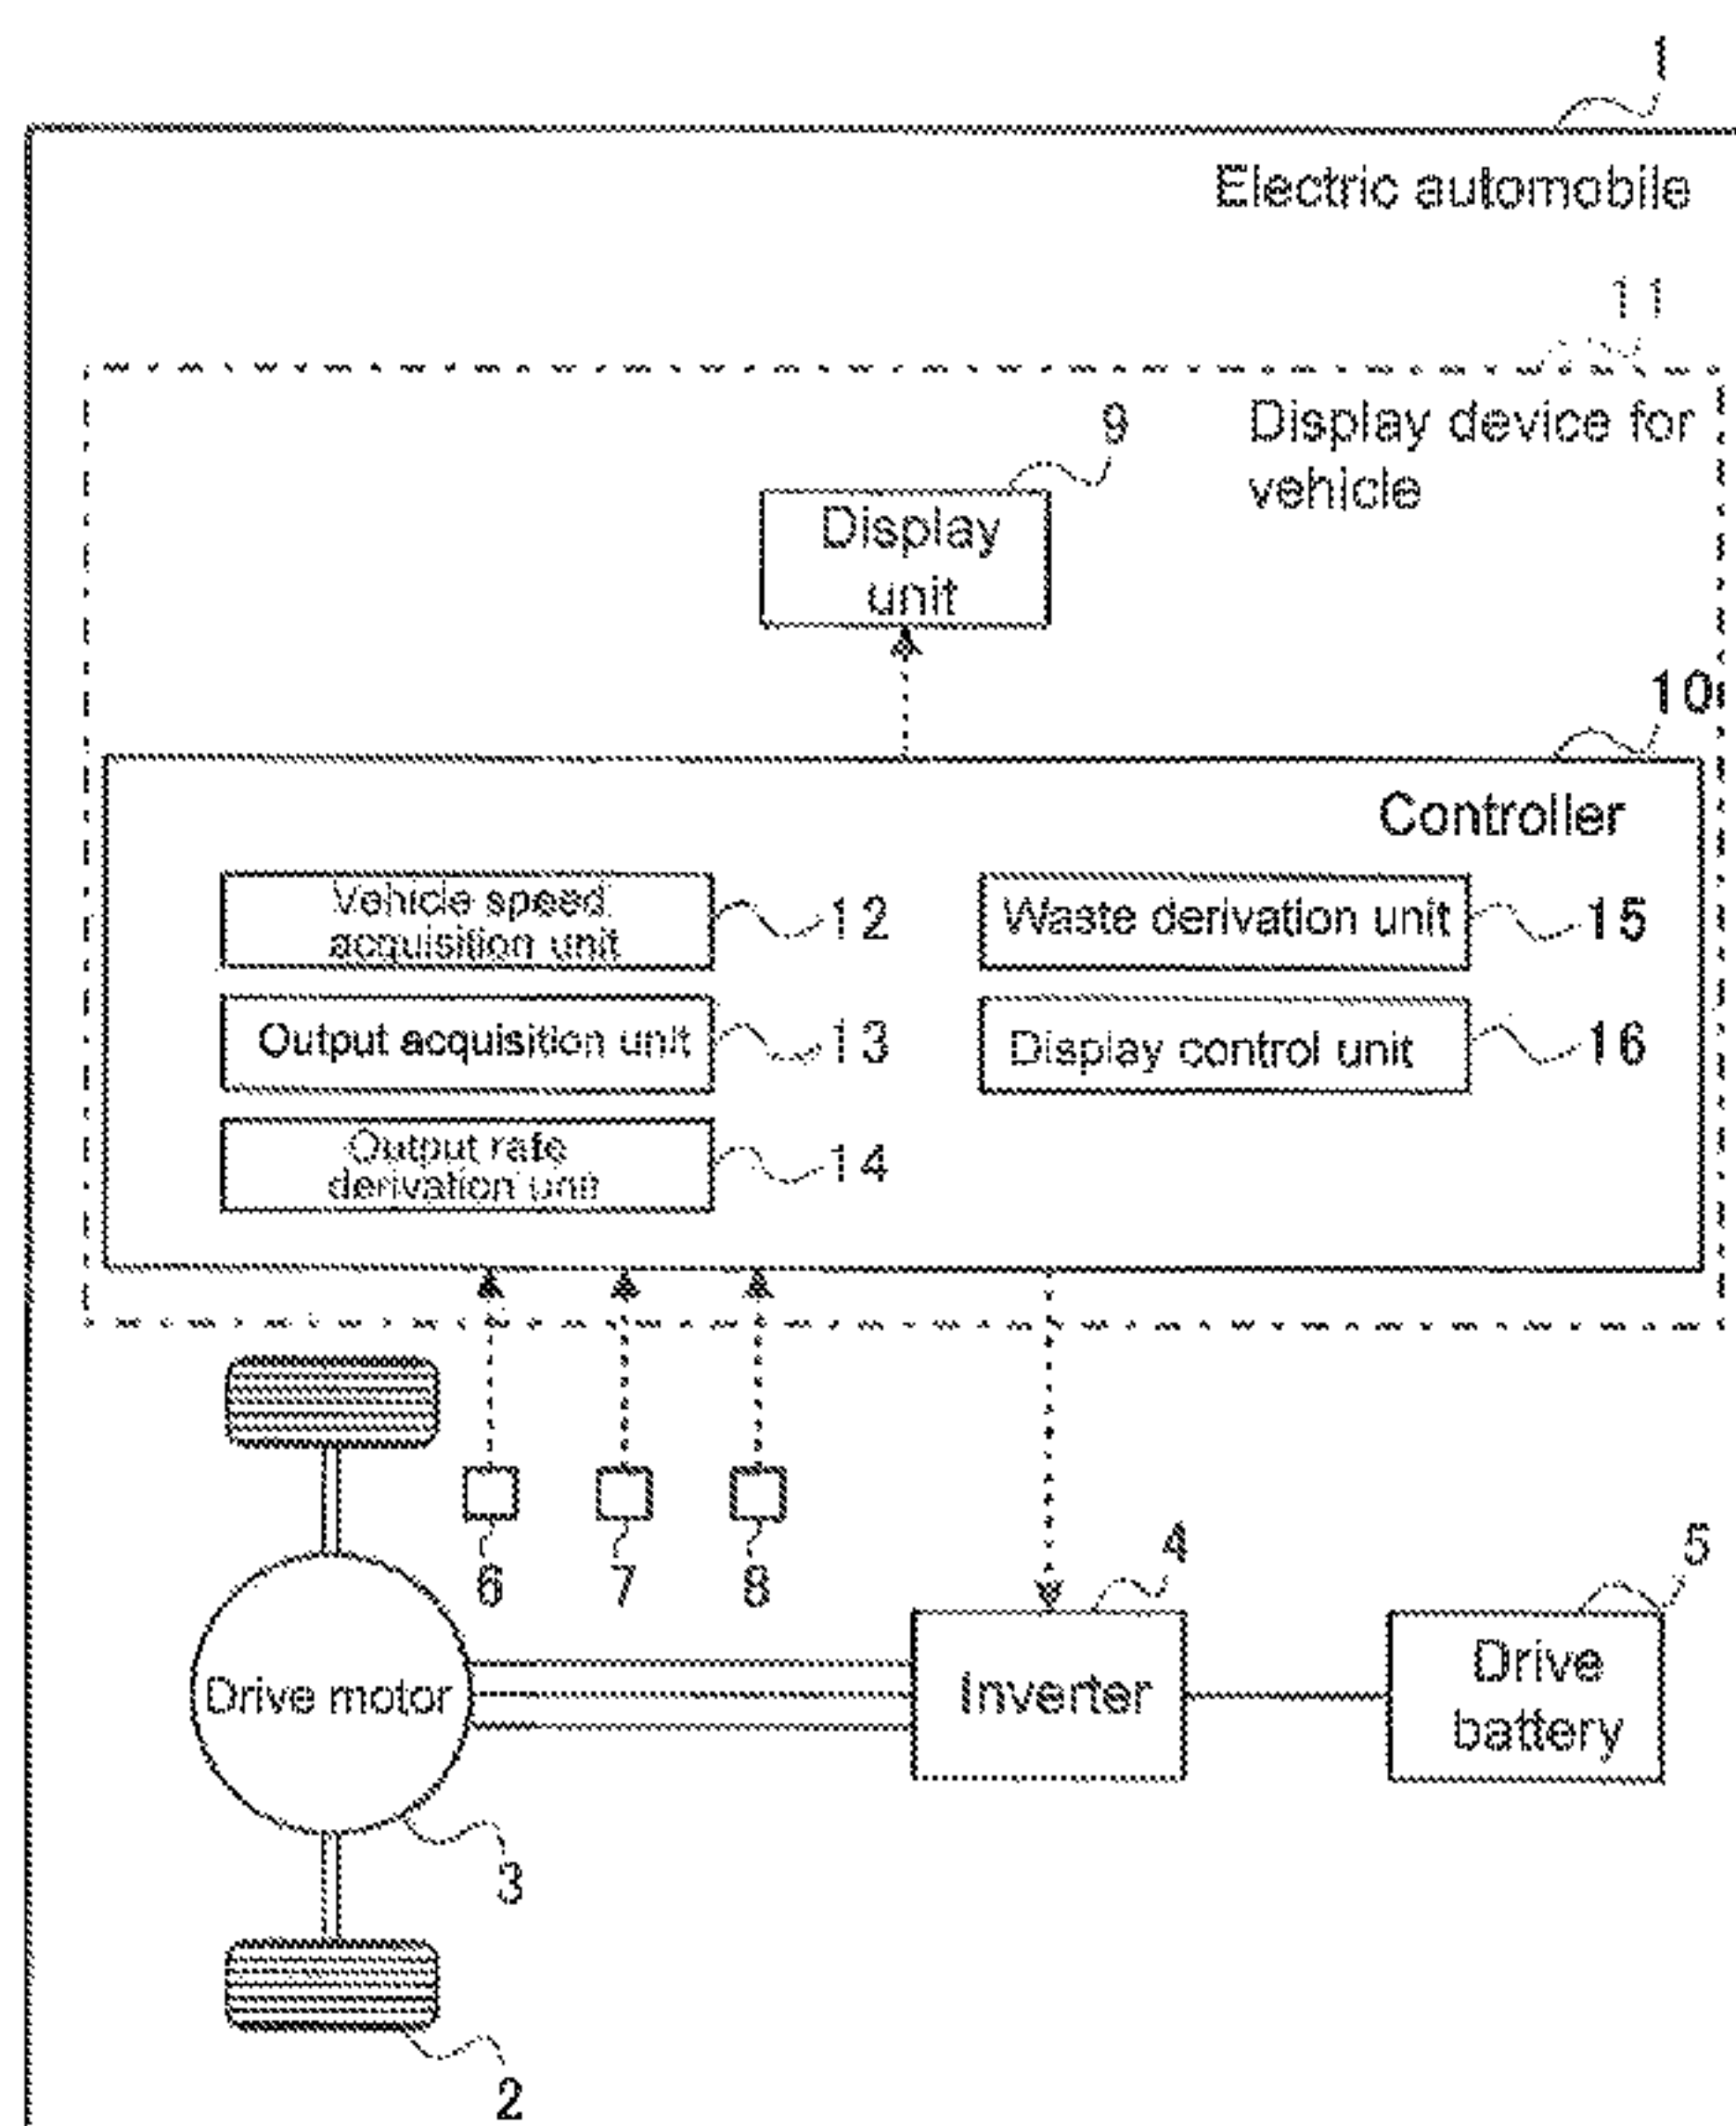 1
Electric automobile
11
Display device for
vehicle
9
Display
unit
10
Controller
Vehicle speed
acquisition unit
12
Waste derivation unit
15
Output acquisition unit
13
Display control unit
16
Output rate
derivation unit
14
6
7
8
4
5
Drive motor
Inverter
Drive
battery
3
2